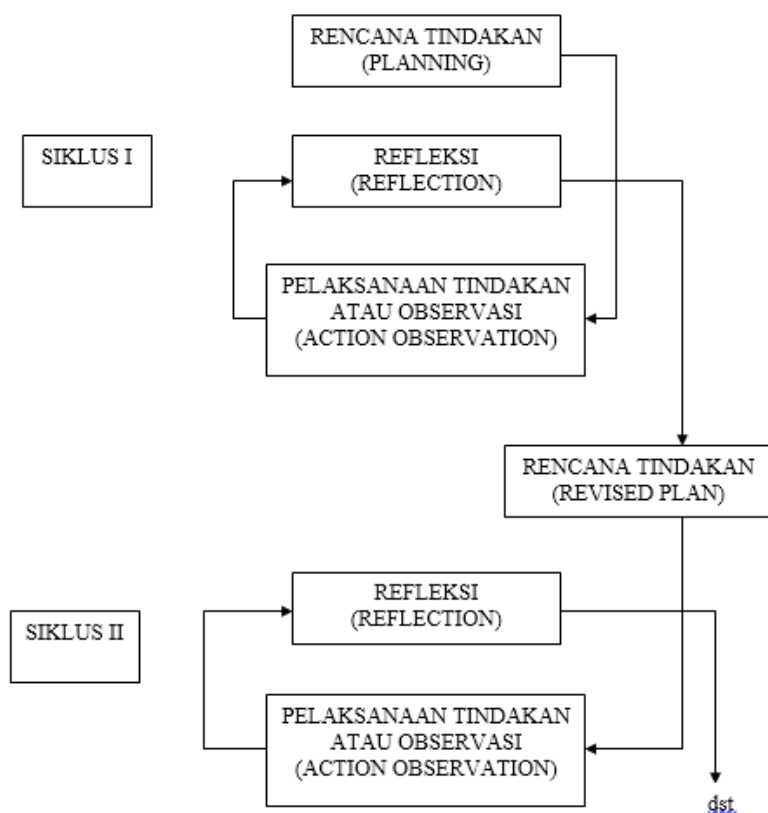 RENCANA TINDAKAN
(PLANNING)
SIKLUS I
REFLEKSI
(REFLECTION)
PELAKSANAAN TINDAKAN
ATAU OBSERVASI
(ACTION OBSERVATION)
RENCANA TINDAKAN
(REVISED PLAN)
SIKLUS II
REFLEKSI
(REFLECTION)
PELAKSANAAN TINDAKAN
ATAU OBSERVASI
(ACTION OBSERVATION)
dst